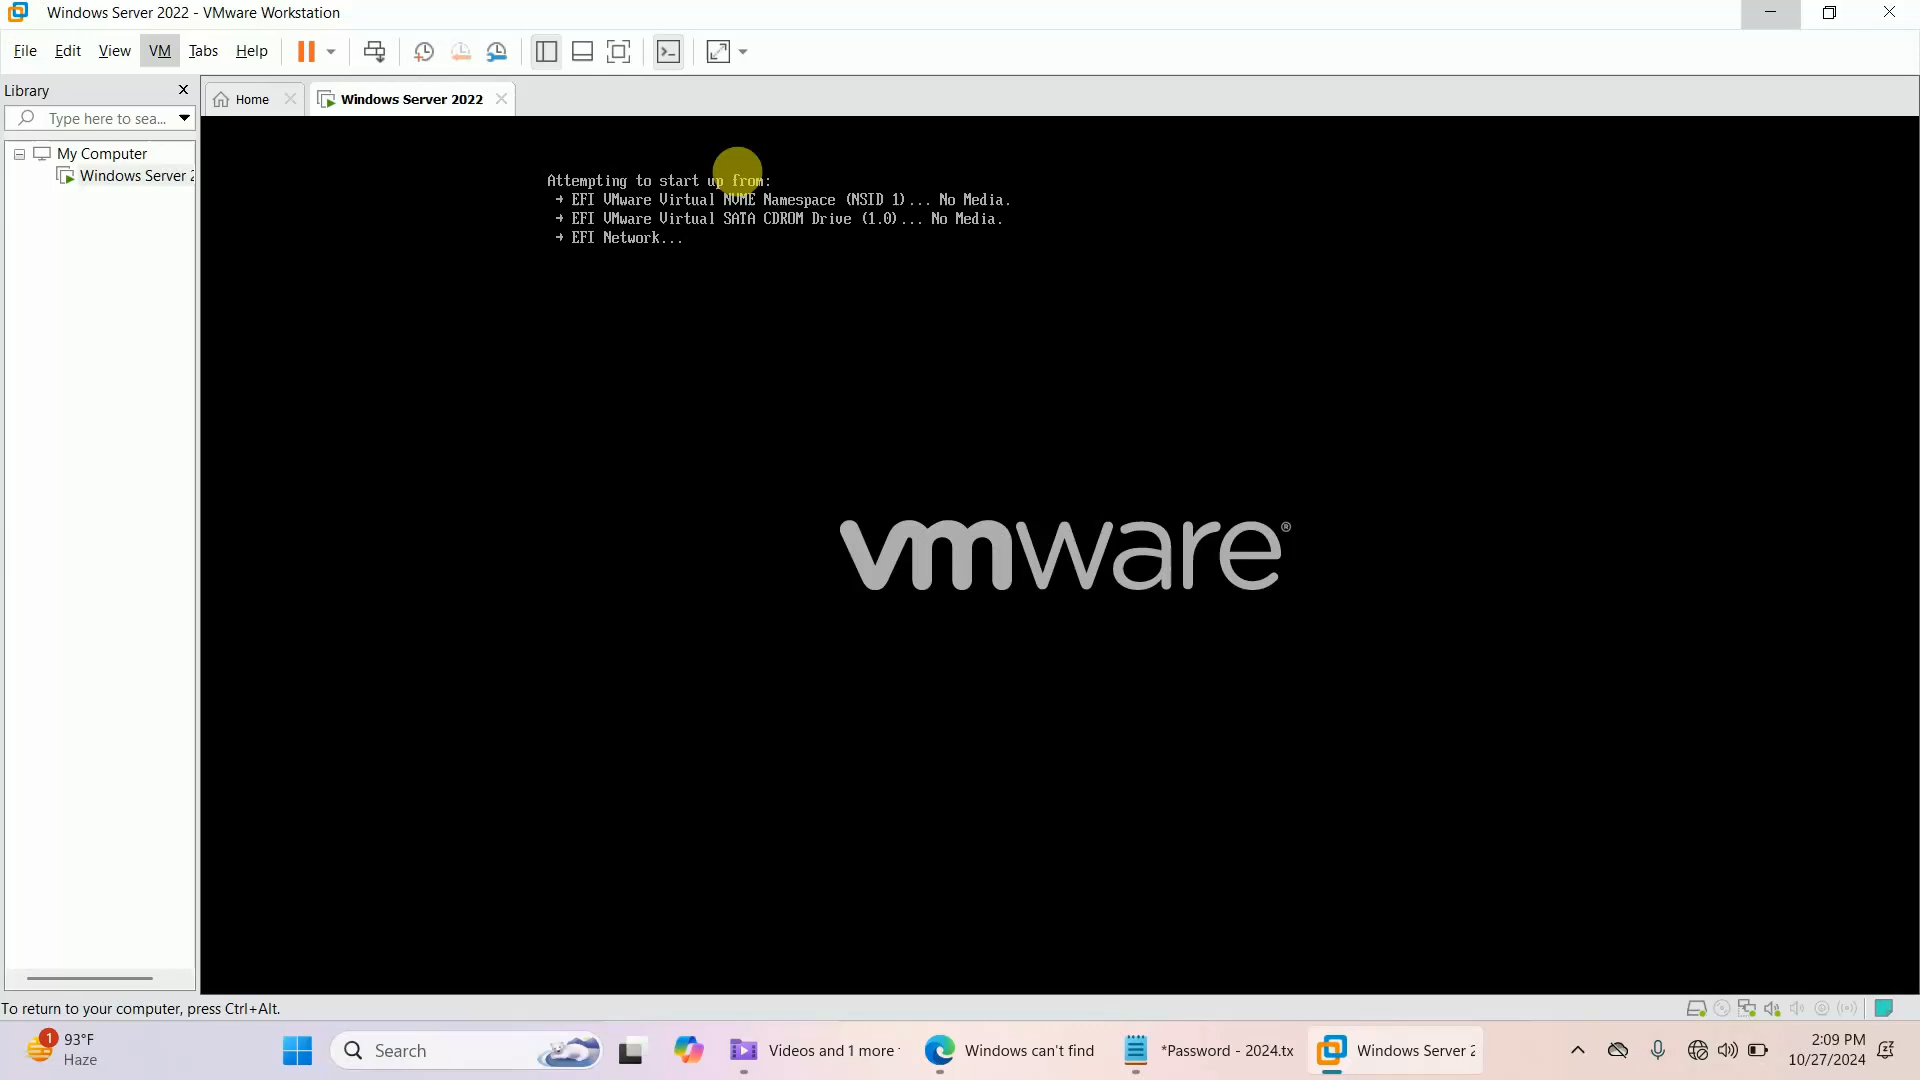 Windows Server 2022 - VMware Workstation
File Edit View VM Tabs Help
Library
Home
Windows Server 2022
Type here to sea...
My Computer
Windows Server 2
Attempting to start up from:
→ EFI VMware Virtual NVME Namespace (NSID 1)... No Media.
→ EFI VMware Virtual SATA CDROM Drive (1.0)... No Media.
→ EFI Network...
vmware®
To return to your computer, press Ctrl+Alt.
1
93°F
Haze
Search
Videos and 1 more
Windows can't find
*Password - 2024.tx
Windows Server 2
2:09 PM
10/27/2024